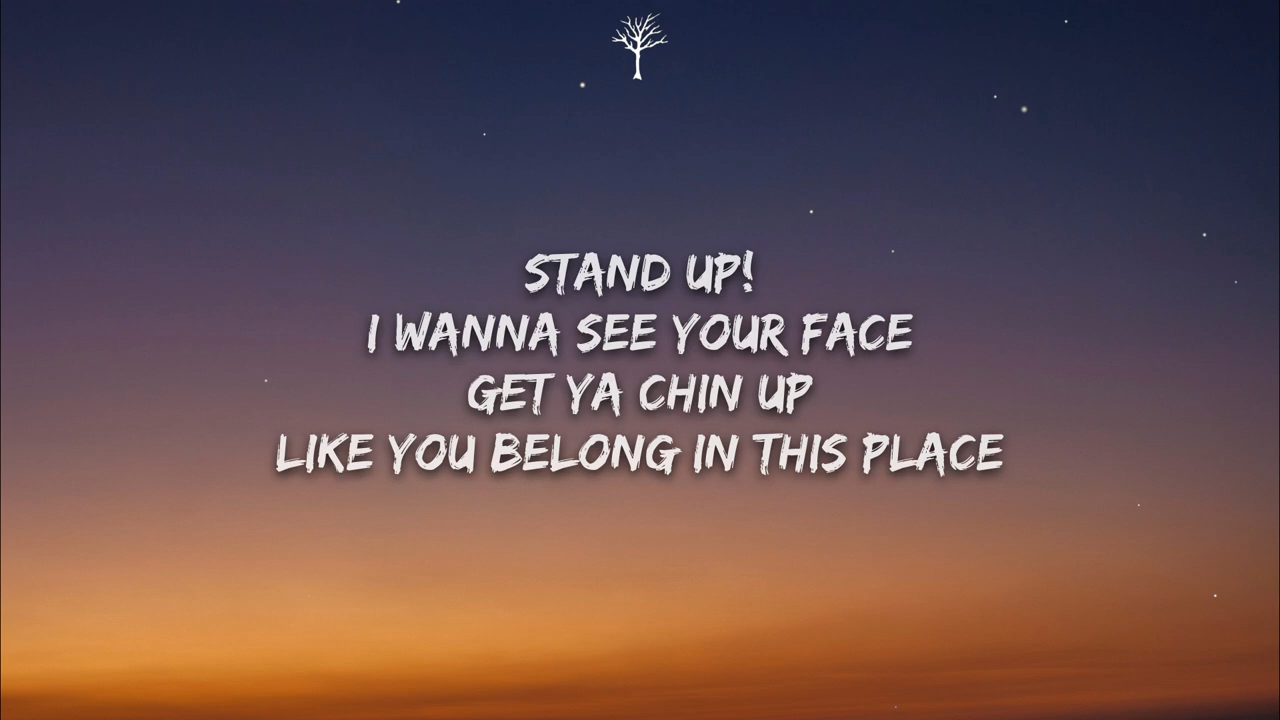 STAND UP!
I WANNA SEE YOUR FACE
GET YA CHIN UP
LIKE YOU BELONG IN THIS PLACE